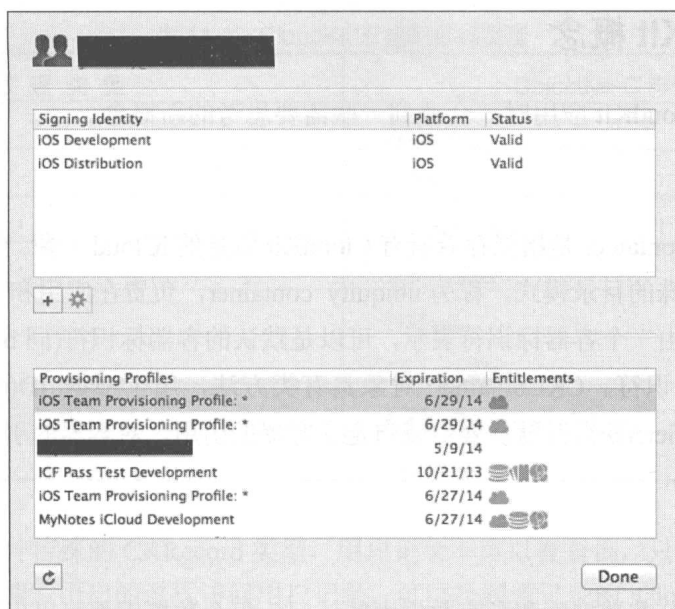 Signing Identity Platform Status
iOS Development iOS Valid
iOS Distribution iOS Valid
Provisioning Profiles Expiration Entitlements
iOS Team Provisioning Profile: * 6/29/14
iOS Team Provisioning Profile: * 6/29/14
5/9/14
ICF Pass Test Development 10/21/13
iOS Team Provisioning Profile: * 6/27/14
MyNotes iCloud Development 6/27/14
Done